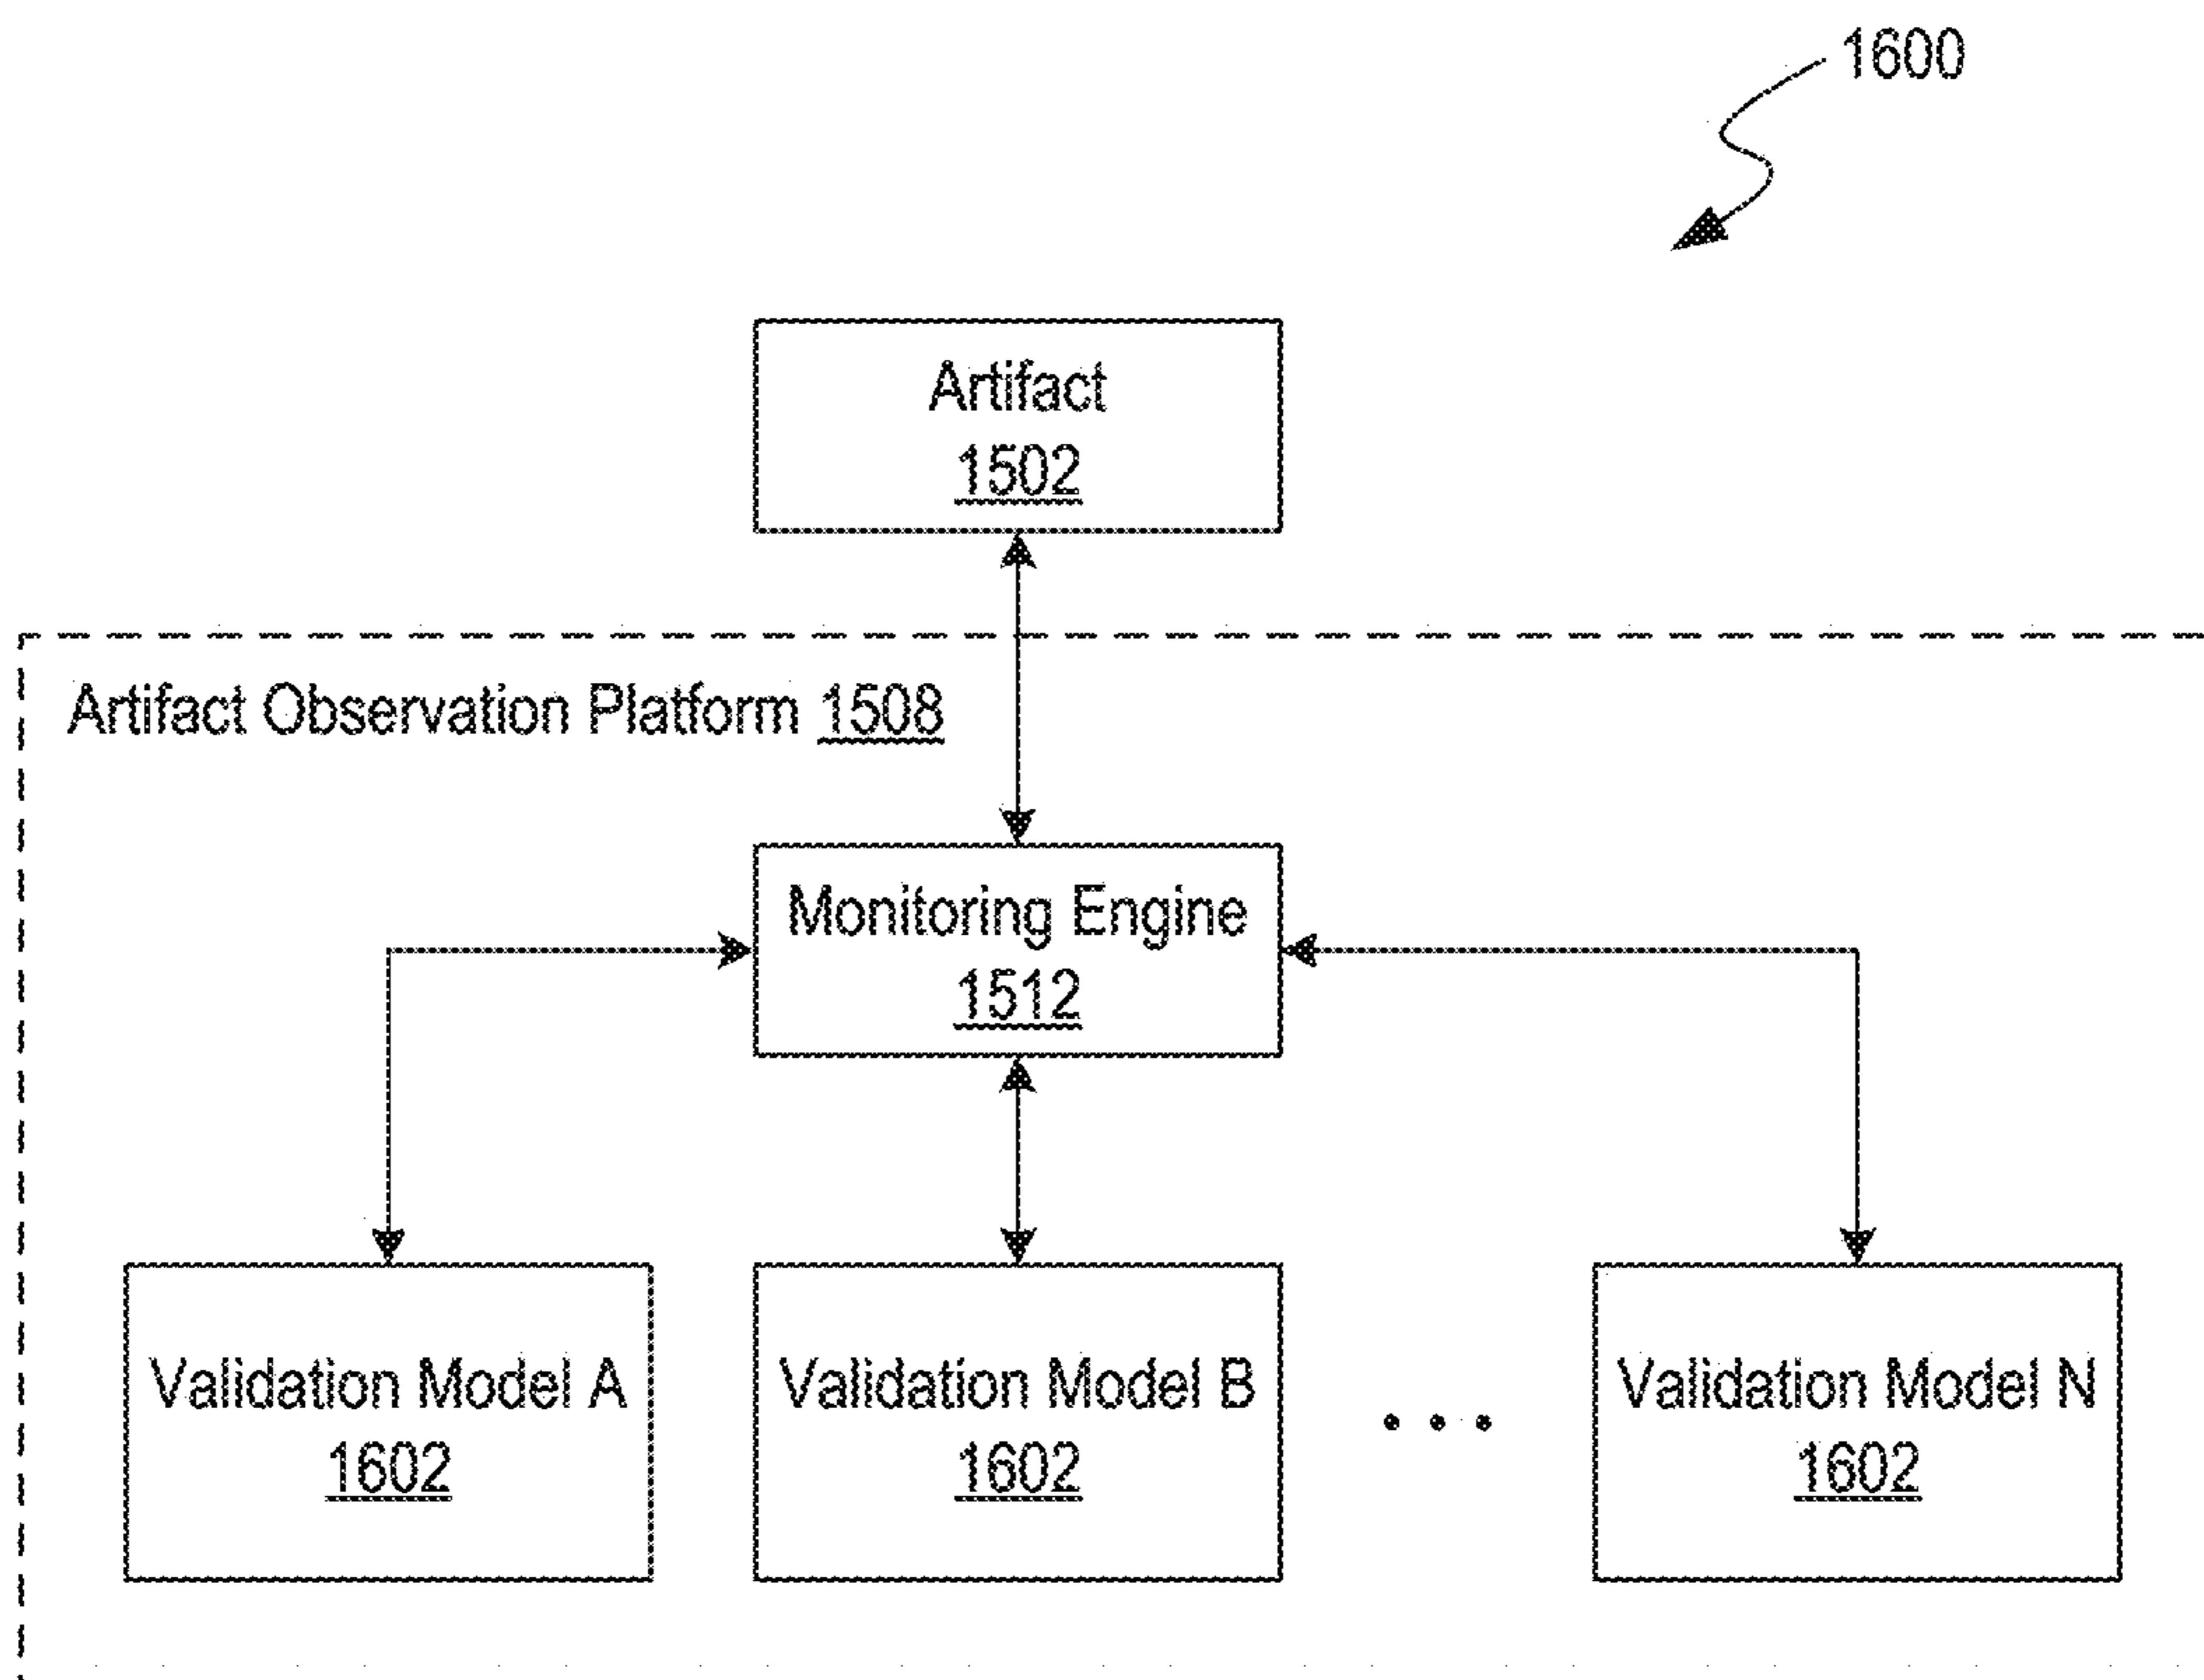 1600
Artifact
1502
Artifact Observation Platform 1508
Monitoring Engine
1512
Validation Model A
1602
Validation Model B
1602
• • •
Validation Model N
1602